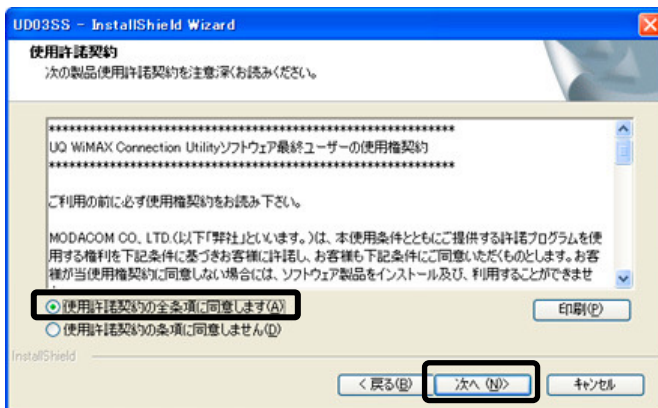 UD03SS - InstallShield Wizard
使用許諾契約
次の製品使用許諾契約を注意深くお読みください。
******************************************************************
UQ WiMAX Connection Utilityソフトウェア最終ユーザーの使用権契約
******************************************************************
ご利用の前に必ず使用権契約をお読み下さい。
MODACOM CO., LTD.(以下「弊社」といいます。)は、本使用条件とともにご提供する許諾プログラムを使
用する権利を下記条件に基づきお客様に許諾し、お客様も下記条件にご同意いただくものとします。お客
様が当使用権契約に同意しない場合には、ソフトウェア製品をインストール及び、利用することができませ
使用許諾契約の全条項に同意します(A)
印刷(P)
使用許諾契約の条項に同意しません(D)
InstallShield
< 戻る(B)
次へ (N)>
キャンセル